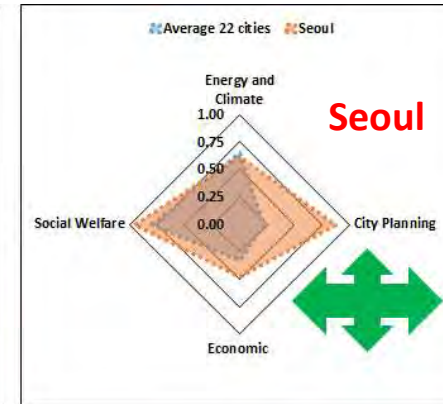 Average 22 cities Seoul
Energy and
Climate
Seoul
1.00
0.75
0.50
0.25
0.00
Social Welfare
City Planning
Economic